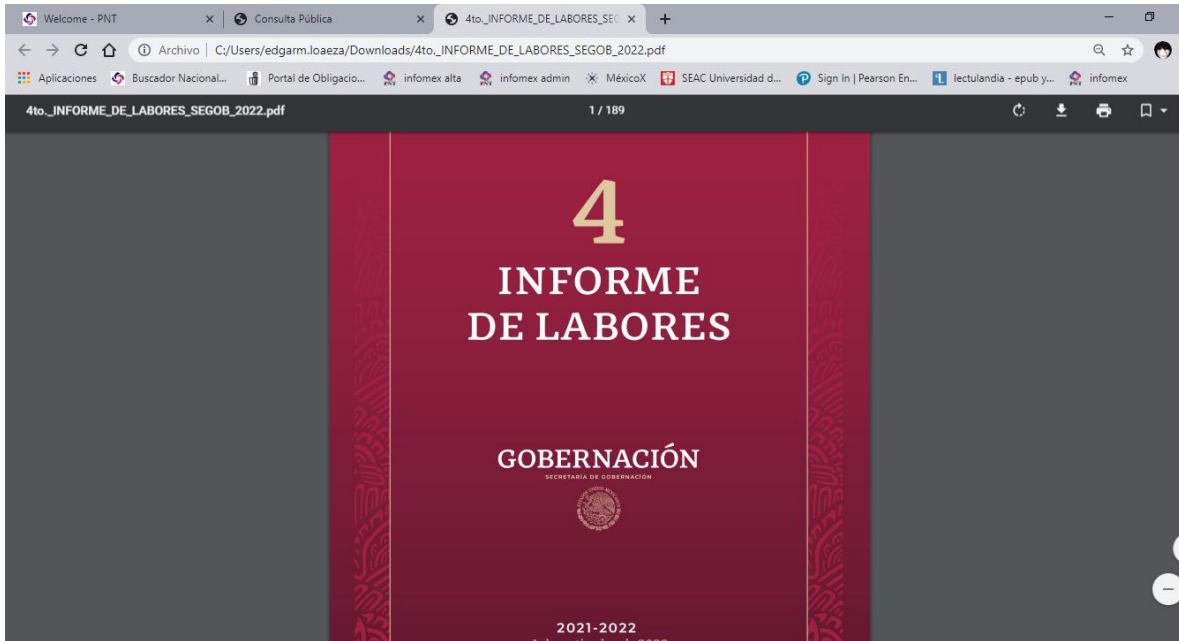 Welcome - PNT
Consulta Pública
4to._INFORME_DE_LABORES_SEG
Archivo | C:/Users/edgarm.loaeza/Downloads/4to._INFORME_DE_LABORES_SEGOB_2022.pdf
Aplicaciones Buscador Nacional... Portal de Obligacio... infomex alta infomex admin MéxicoX SEAC Universidad d... Sign In | Pearson En... lectulandia - epub y... infomex
4to._INFORME_DE_LABORES_SEGOB_2022.pdf 1 / 189
4
INFORME
DE LABORES
GOBERNACIÓN
SECRETARÍA DE GOBERNACIÓN
2021-2022